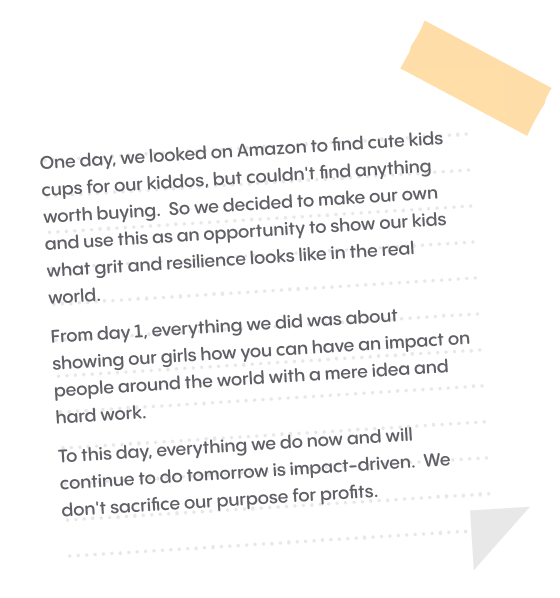 One day, we looked on Amazon to find cute kids
cups for our kiddos, but couldn't find anything
worth buying.  So we decided to make our own
and use this as an opportunity to show our kids
what grit and resilience looks like in the real
world.
From day 1, everything we did was about
showing our girls how you can have an impact on
people around the world with a mere idea and
hard work.
To this day, everything we do now and will
continue to do tomorrow is impact-driven.  We
don't sacrifice our purpose for profits.